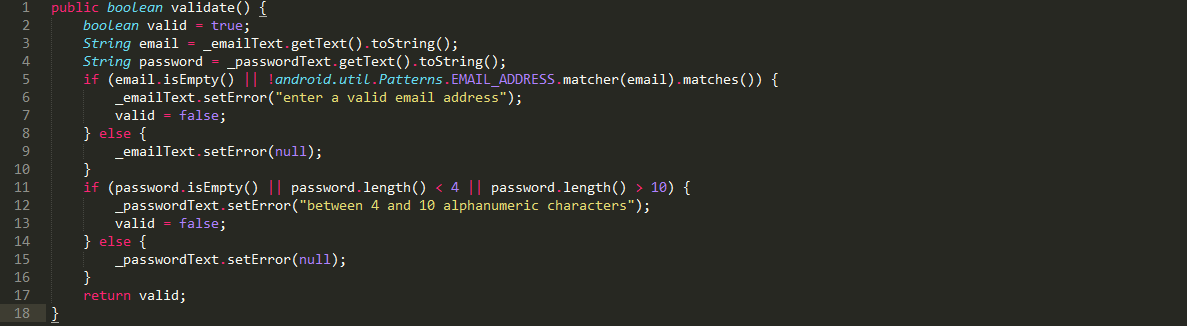 1 public boolean validate() {
2 boolean valid = true;
3 String email = _emailText.getText().toString();
4 String password = _passwordText.getText().toString();
5 if (email.isEmpty() || !android.util.Patterns.EMAIL_ADDRESS.matcher(email).matches()) {
6 _emailText.setError("enter a valid email address");
7 valid = false;
8 } else {
9 _emailText.setError(null);
10 }
11 if (password.isEmpty() || password.length() < 4 || password.length() > 10) {
12 _passwordText.setError("between 4 and 10 alphanumeric characters");
13 valid = false;
14 } else {
15 _passwordText.setError(null);
16 }
17 return valid;
18 }